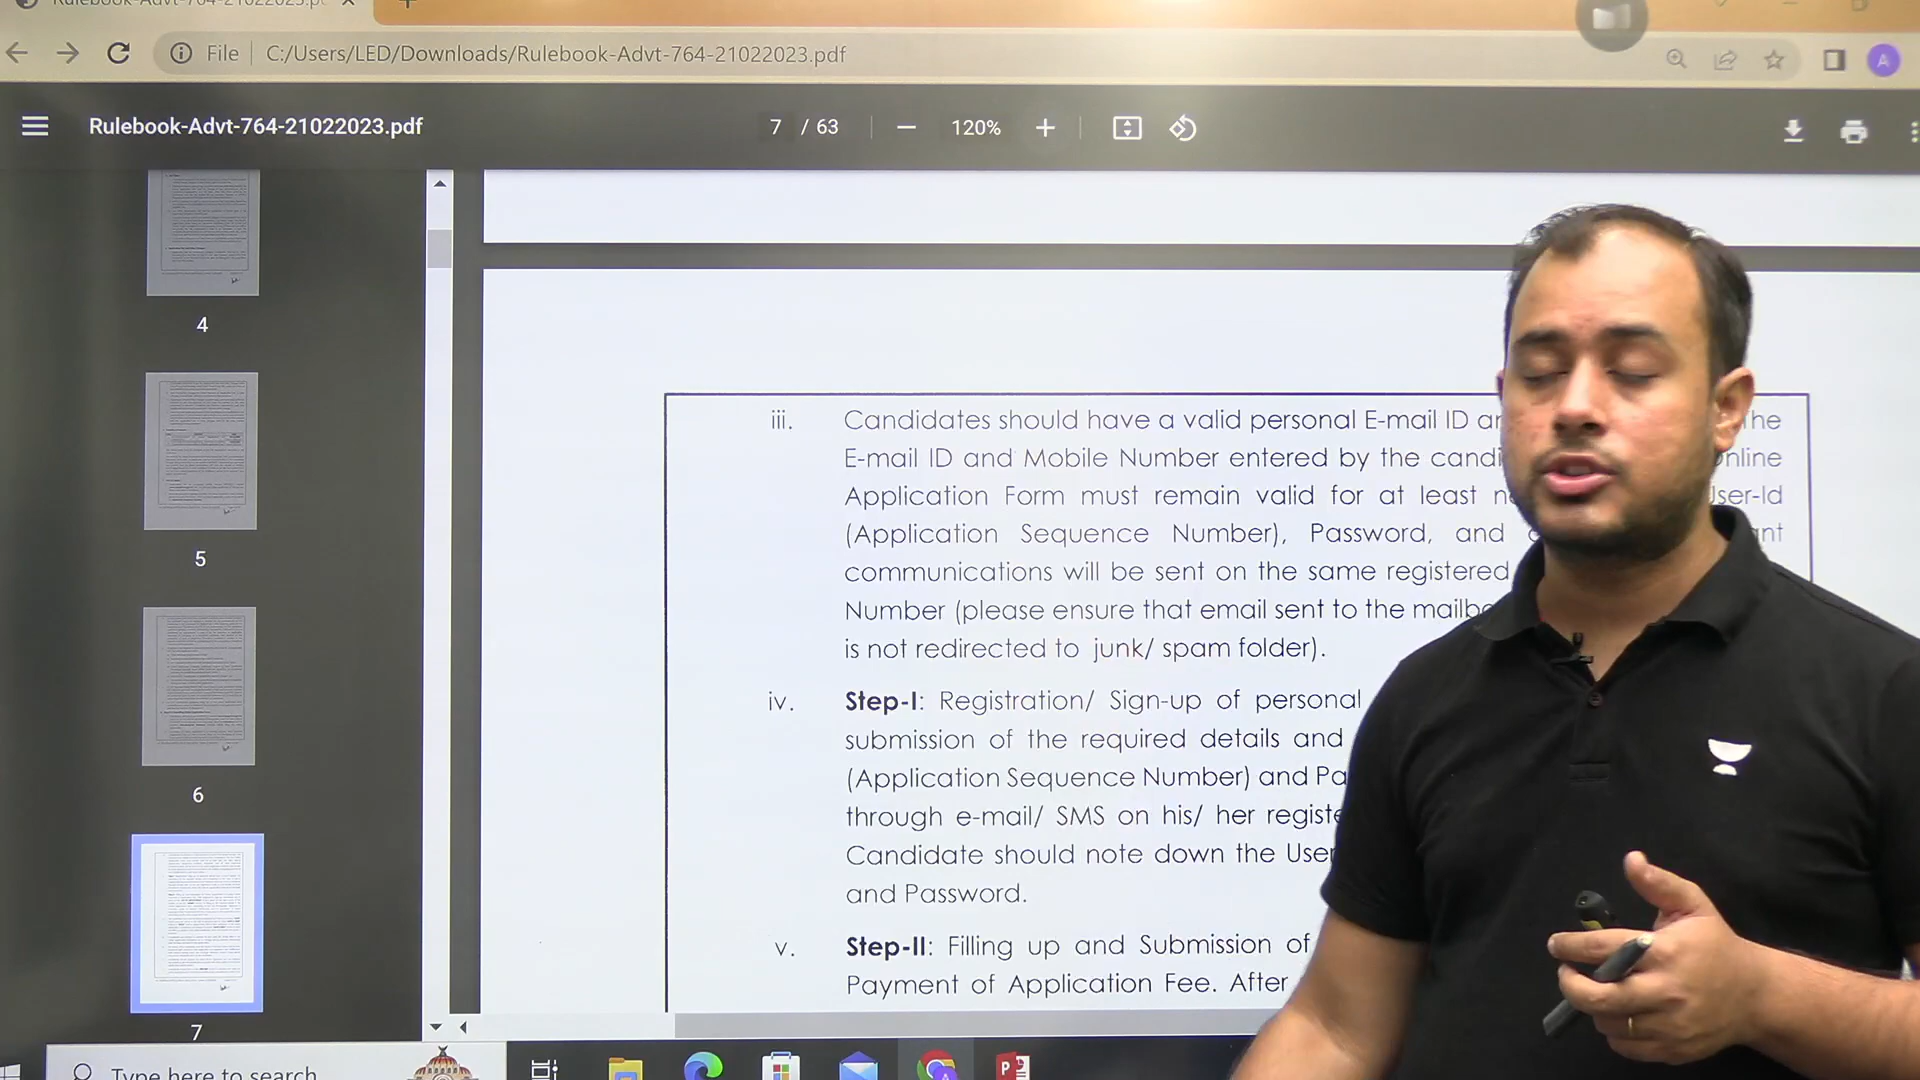 File
C:/Users/LED/Downloads/Rulebook-Advt-764-21022023.pdf
A
Rulebook-Advt-764-21022023.pdf
7 / 63
120%
4
5
6
7
iii. Candidates should have a valid personal E-mail ID
E-mail ID and Mobile Number entered by the
Application Form must remain valid for at least
User-Id
(Application Sequence Number), Password, and
communications will be sent on the same registered
Number (please ensure that email sent to the
is not redirected to junk/ spam folder).
iv. Step-I: Registration/ Sign-up of personal
submission of the required details and
(Application Sequence Number) and
through e-mail/ SMS on his/ her
Candidate should note down the
and Password.
v. Step-II: Filling up and Submission of
Payment of Application Fee. After
Type here to search